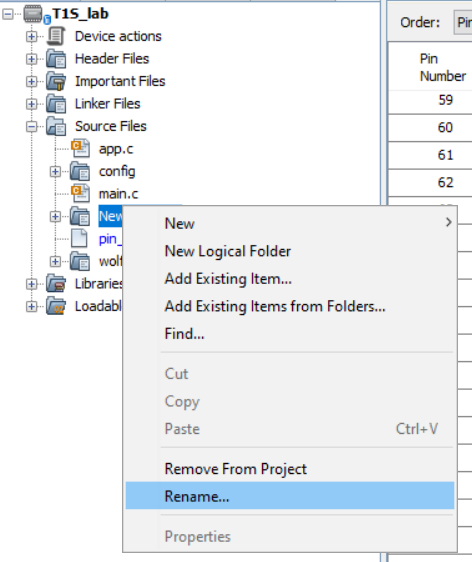 T1S_lab
Device actions
Header Files
Important Files
Linker Files
Source Files
app.c
config
main.c
New
pin_
wolf
Libraries
Loadabl
New
New Logical Folder
Add Existing Item...
Add Existing Items from Folders...
Find...
Cut
Copy
Paste Ctrl+V
Remove From Project
Rename...
Properties
Order: Pin
Pin
Number
59
60
61
62